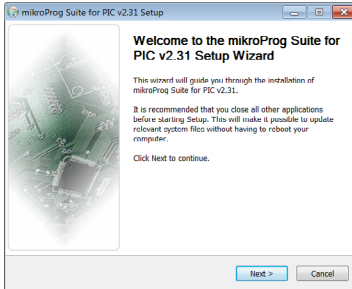 mikroProg Suite for PIC v2.31 Setup
Welcome to the mikroProg Suite for
PIC v2.31 Setup Wizard
This wizard will guide you through the installation of
mikroProg Suite for PIC v2.31.
It is recommended that you close all other applications
before starting Setup. This will make it possible to update
relevant system files without having to reboot your
computer.
Click Next to continue.
Next >
Cancel